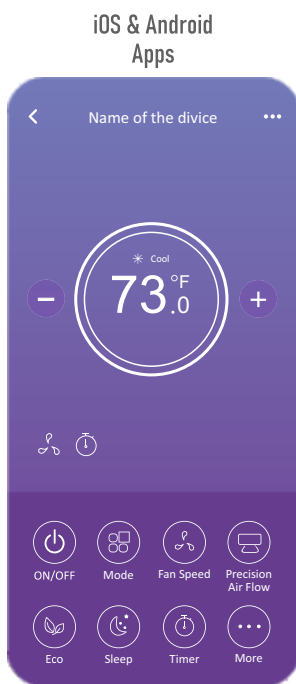 iOS & Android
Apps
Name of the divice
Cool
73.0 °F
ON/OFF
Mode
Fan Speed
Precision
Air Flow
Eco
Sleep
Timer
More